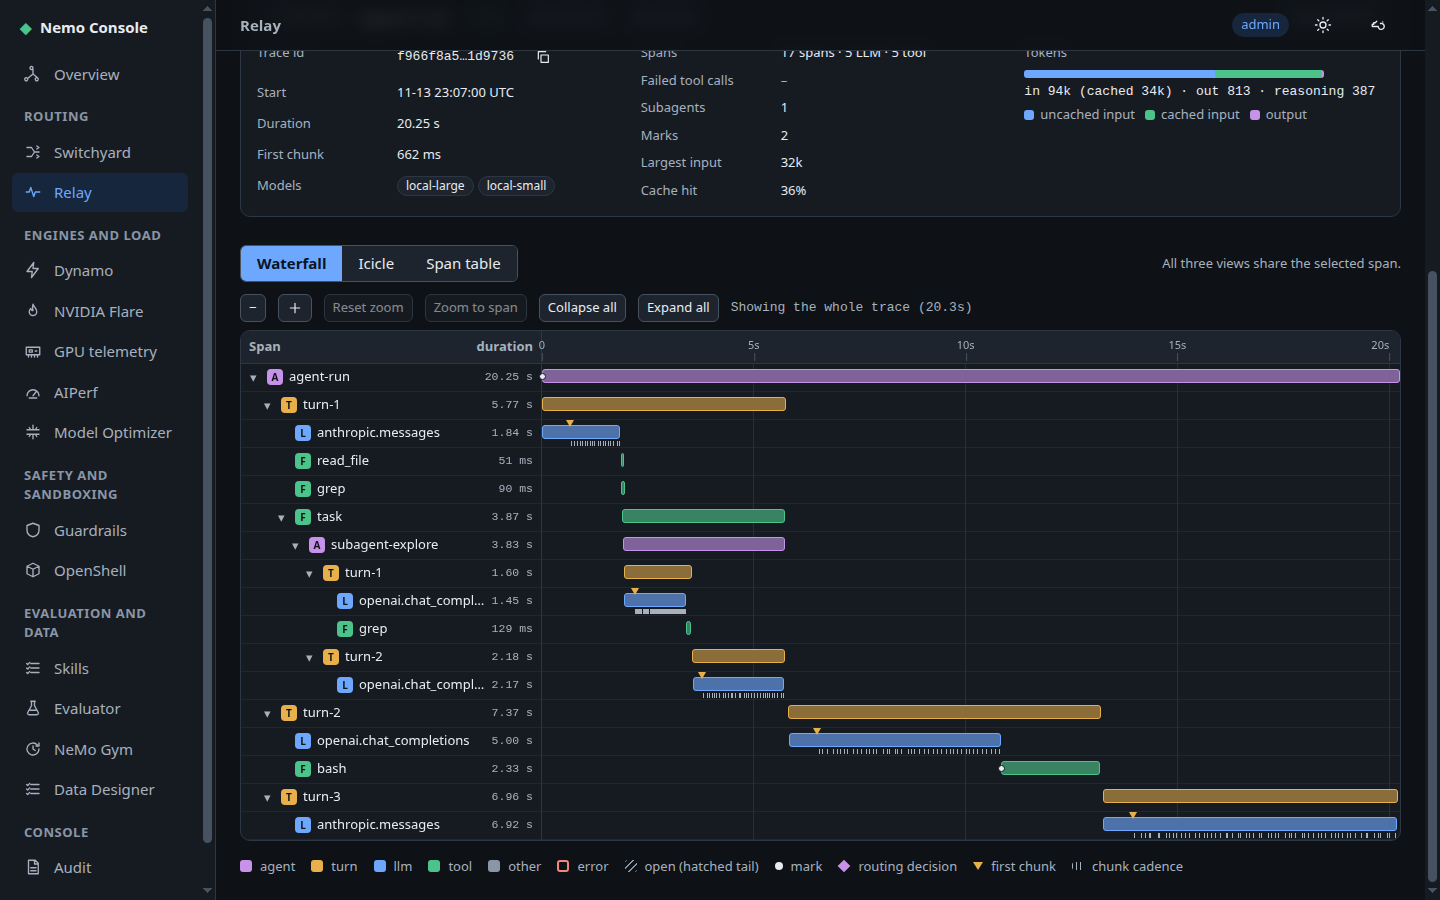 Nemo Console
Relay
admin
Overview
ROUTING
Switchyard
Relay
ENGINES AND LOAD
Dynamo
NVIDIA Flare
GPU telemetry
AIPerf
Model Optimizer
SAFETY AND
SANDBOXING
Guardrails
OpenShell
EVALUATION AND
DATA
Skills
Evaluator
NeMo Gym
Data Designer
CONSOLE
Audit
Trace id f966f8a5…1d9736
Start 11-13 23:07:00 UTC
Duration 20.25 s
First chunk 662 ms
Models local-large local-small
Spans 17 spans · 5 LLM · 5 tool
Failed tool calls –
Subagents 1
Marks 2
Largest input 32k
Cache hit 36%
Tokens
in 94k (cached 34k) · out 813 · reasoning 387
uncached input cached input output
Waterfall Icicle Span table
All three views share the selected span.
− + Reset zoom Zoom to span Collapse all Expand all Showing the whole trace (20.3s)
Span duration 0 5s 10s 15s 20s
A agent-run 20.25 s
T turn-1 5.77 s
L anthropic.messages 1.84 s
F read_file 51 ms
F grep 90 ms
F task 3.87 s
A subagent-explore 3.83 s
T turn-1 1.60 s
L openai.chat_compl… 1.45 s
F grep 129 ms
T turn-2 2.18 s
L openai.chat_compl… 2.17 s
T turn-2 7.37 s
L openai.chat_completions 5.00 s
F bash 2.33 s
T turn-3 6.96 s
L anthropic.messages 6.92 s
agent turn llm tool other error open (hatched tail) mark routing decision first chunk chunk cadence